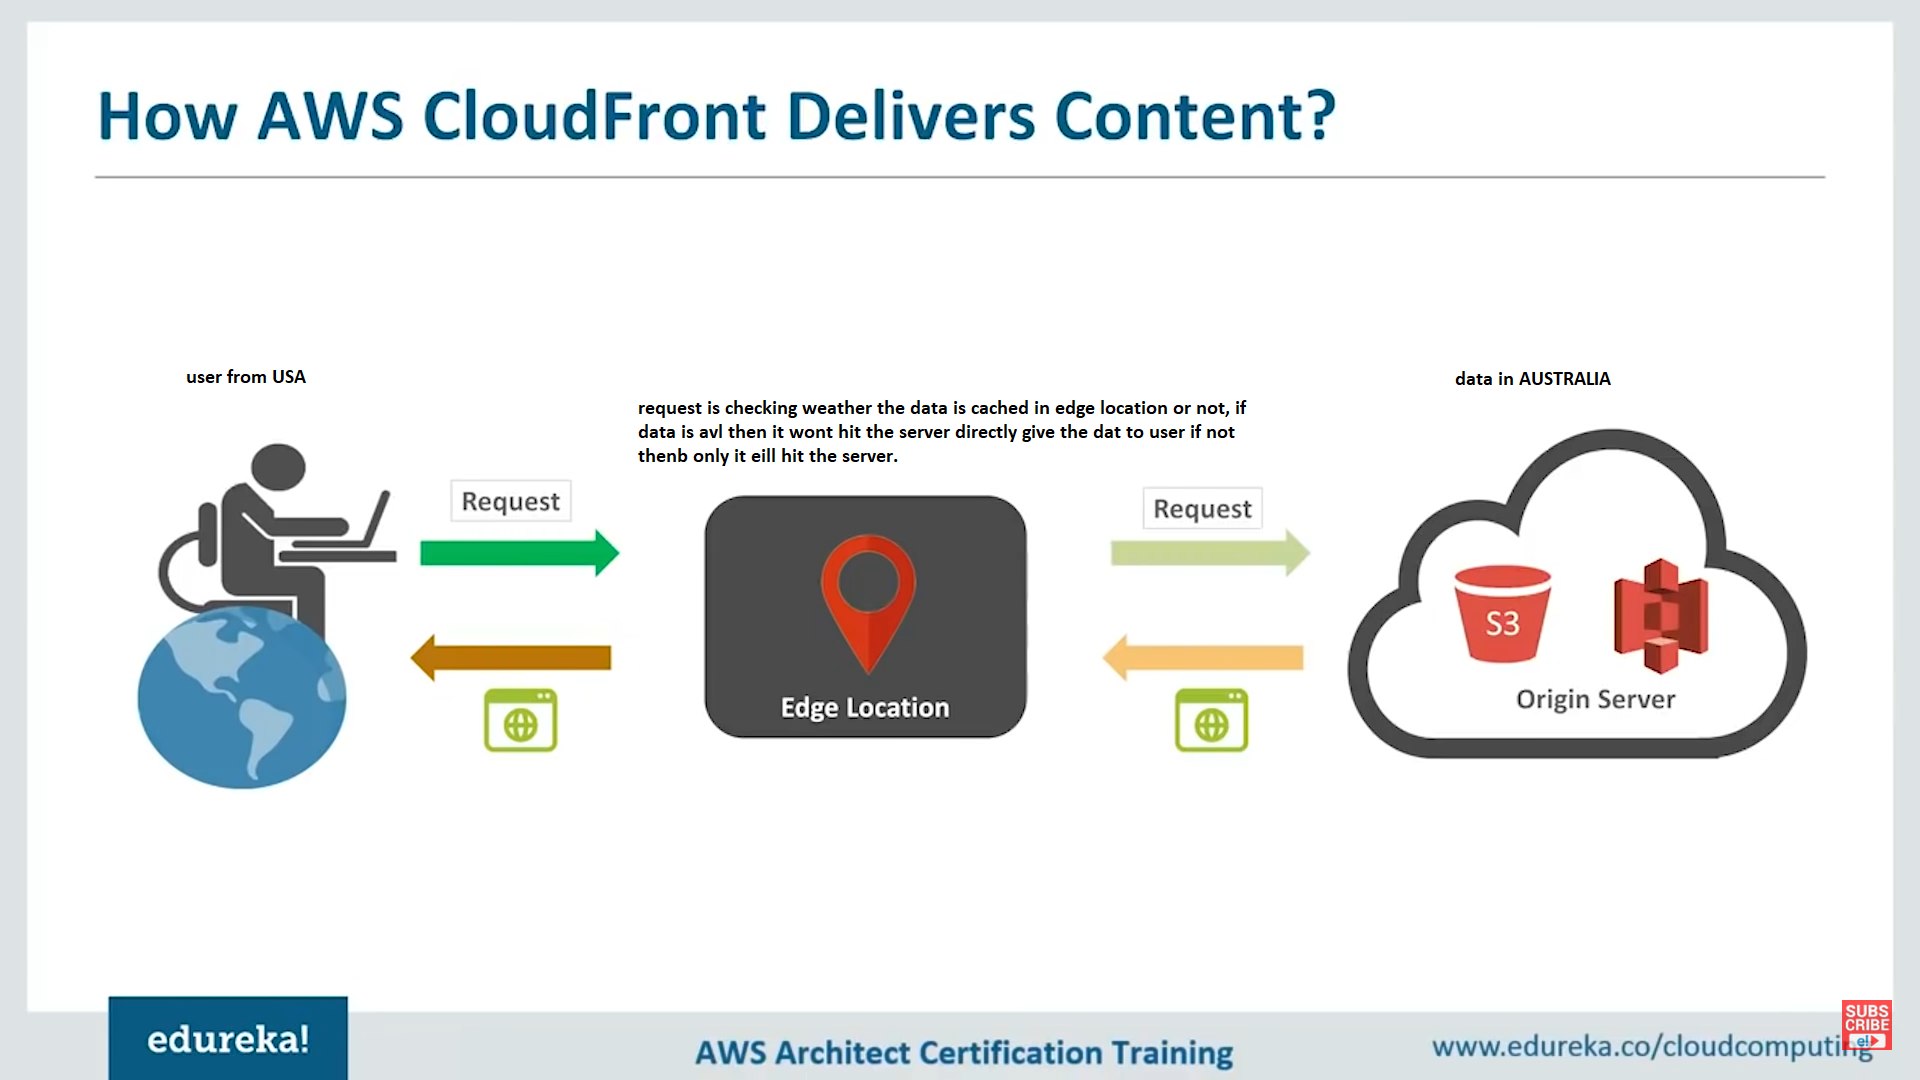 How AWS CloudFront Delivers Content?
user from USA
data in AUSTRALIA
request is checking weather the data is cached in edge location or not, if
data is avl then it wont hit the server directly give the dat to user if not
thenb only it eill hit the server.
Request
Request
S3
Edge Location
Origin Server
edureka!
AWS Architect Certification Training
www.edureka.co/cloudcomputing
SUBS
CRIBE
e!